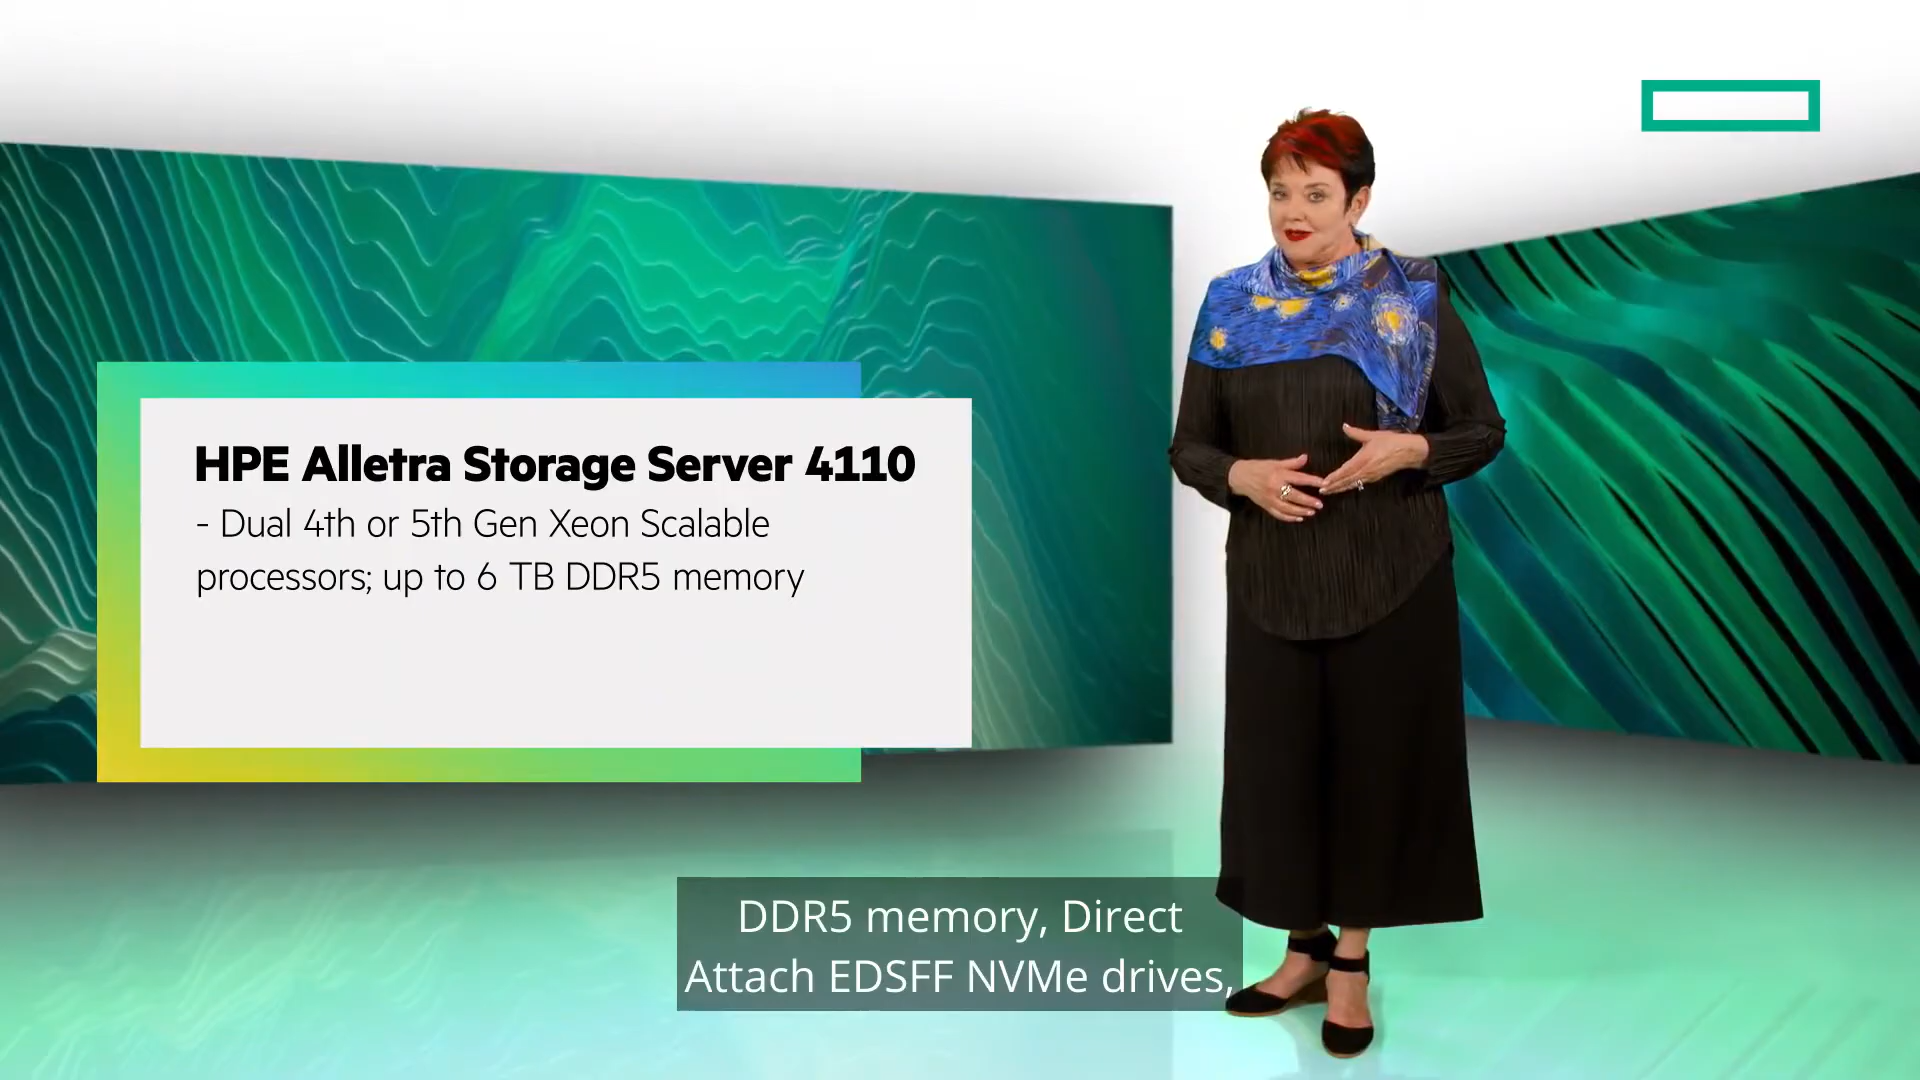 HPE Alletra Storage Server 4110
- Dual 4th or 5th Gen Xeon Scalable
processors; up to 6 TB DDR5 memory
DDR5 memory, Direct
Attach EDSFF NVMe drives,